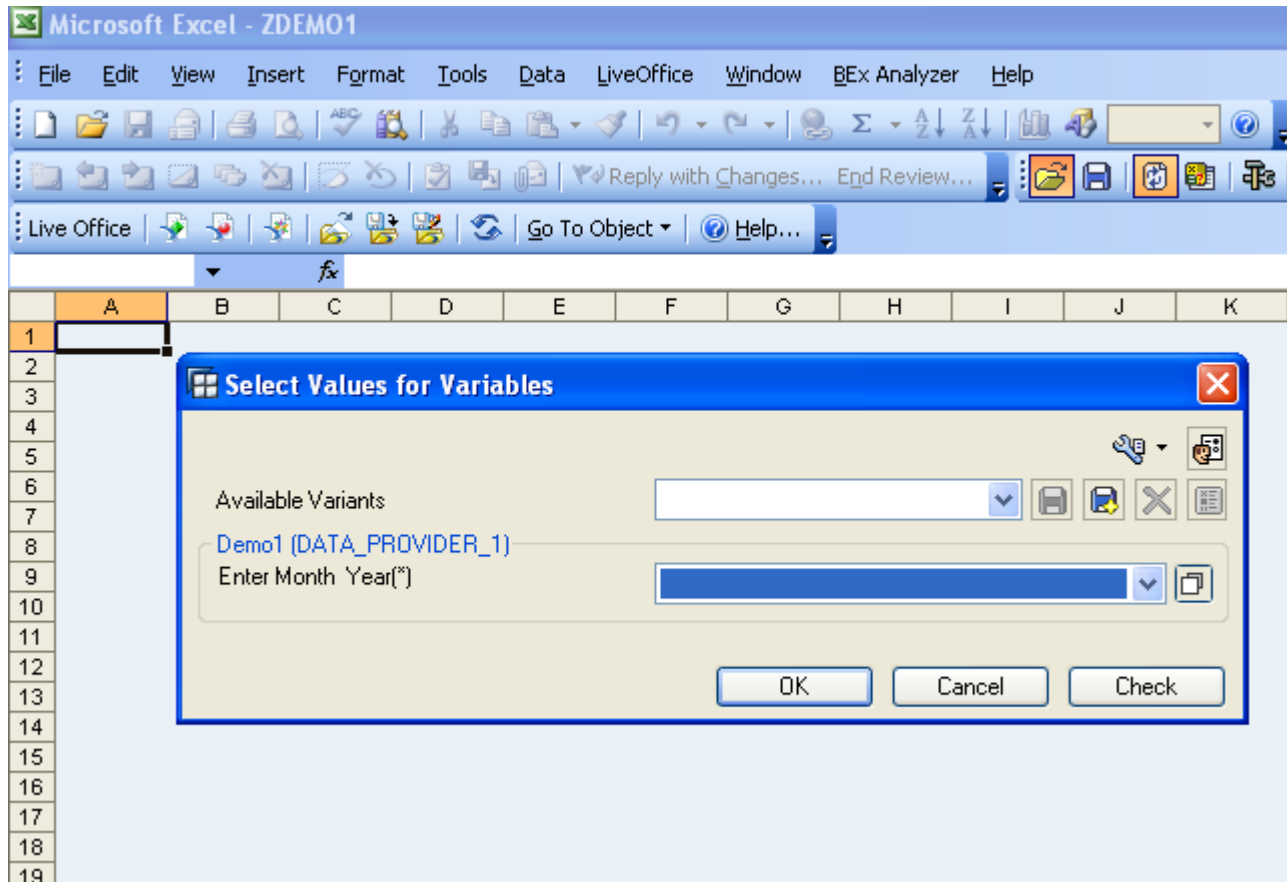 Microsoft Excel - ZDEMO1
File Edit View Insert Format Tools Data LiveOffice Window BEx Analyzer Help
ABC Σ A Z Z A
Reply with Changes... End Review...
Live Office Go To Object Help...
fx
A B C D E F G H I J K
1
2
Select Values for Variables
3
4
5
6
Available Variants
7
8
Demo1 (DATA_PROVIDER_1)
9
Enter Month Year(*)
10
11
12
OK Cancel Check
13
14
15
16
17
18
19